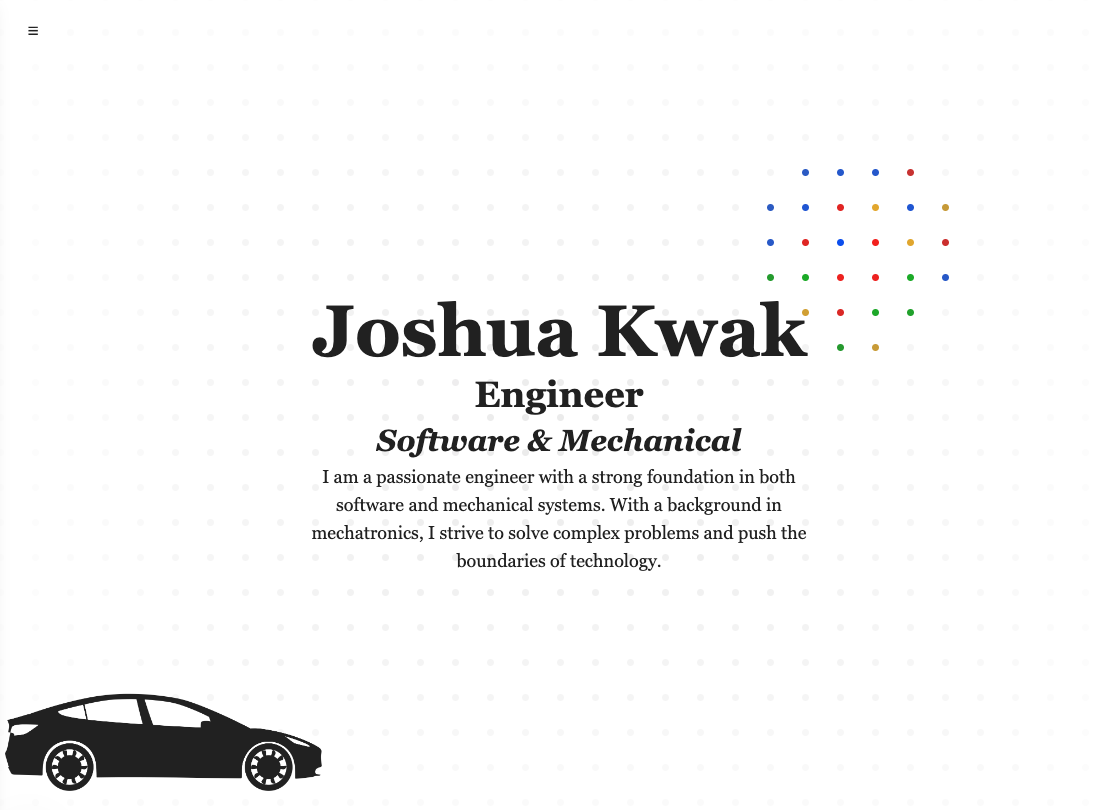 Joshua Kwak
Engineer
Software & Mechanical
I am a passionate engineer with a strong foundation in both
software and mechanical systems. With a background in
mechatronics, I strive to solve complex problems and push the
boundaries of technology.